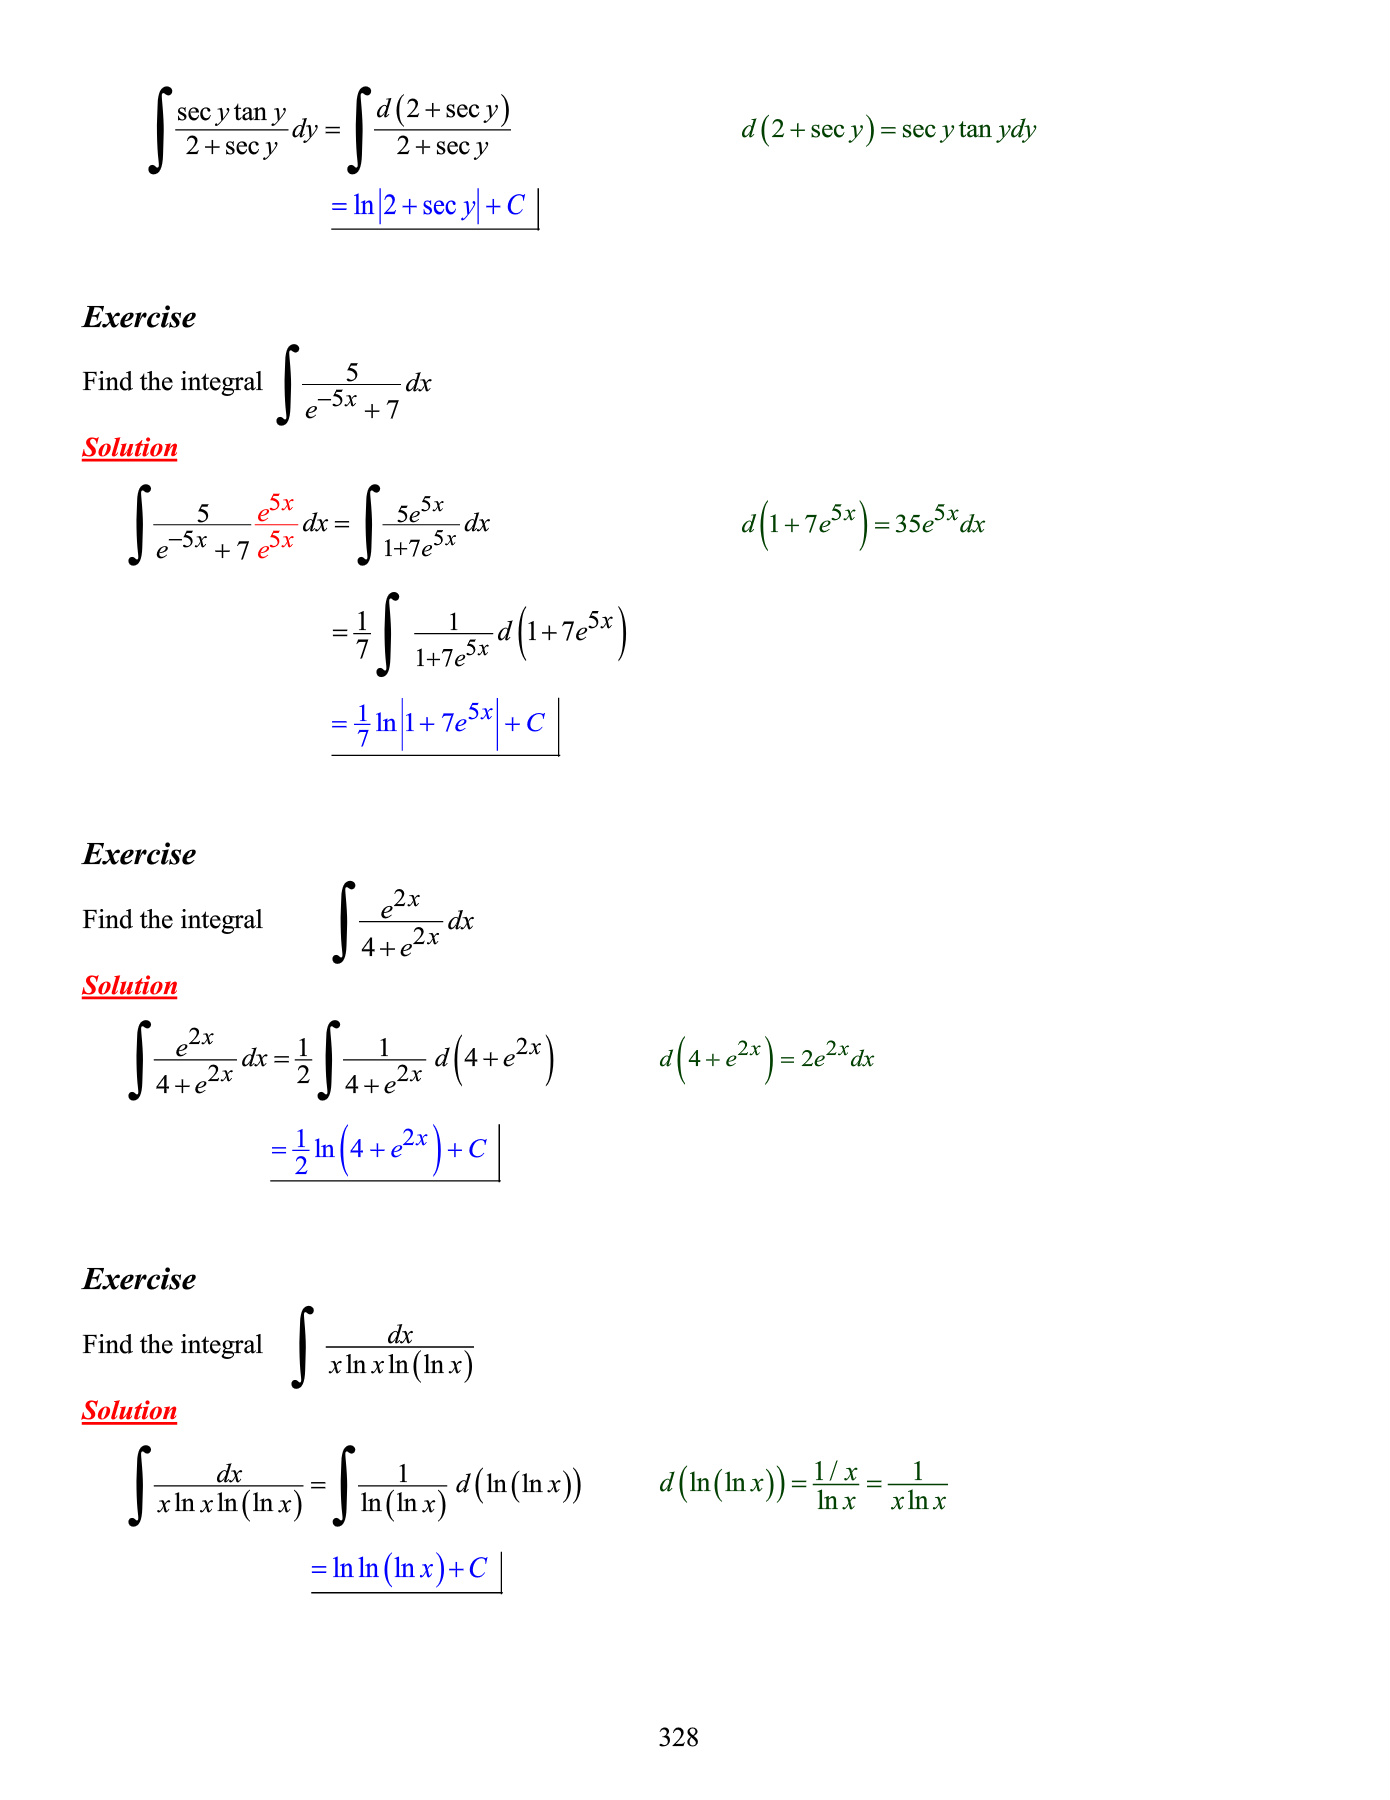 ∫ sec y tan y / (2 + sec y) dy = ∫ d(2 + sec y) / (2 + sec y)    d(2 + sec y) = sec y tan ydy
= ln|2 + sec y| + C
Exercise
Find the integral ∫ 5 / (e^{−5x} + 7) dx
Solution
∫ 5 / (e^{−5x} + 7) e^{5x} / e^{5x} dx = ∫ 5e^{5x} / (1+7e^{5x}) dx    d(1 + 7e^{5x}) = 35e^{5x}dx
= 1/7 ∫ 1 / (1+7e^{5x}) d(1 + 7e^{5x})
= 1/7 ln|1 + 7e^{5x}| + C
Exercise
Find the integral ∫ e^{2x} / (4 + e^{2x}) dx
Solution
∫ e^{2x} / (4 + e^{2x}) dx = 1/2 ∫ 1 / (4 + e^{2x}) d(4 + e^{2x})    d(4 + e^{2x}) = 2e^{2x}dx
= 1/2 ln(4 + e^{2x}) + C
Exercise
Find the integral ∫ dx / (x ln x ln(ln x))
Solution
∫ dx / (x ln x ln(ln x)) = ∫ 1 / ln(ln x) d(ln(ln x))    d(ln(ln x)) = (1/x) / ln x = 1 / (x ln x)
= ln ln(ln x) + C
328